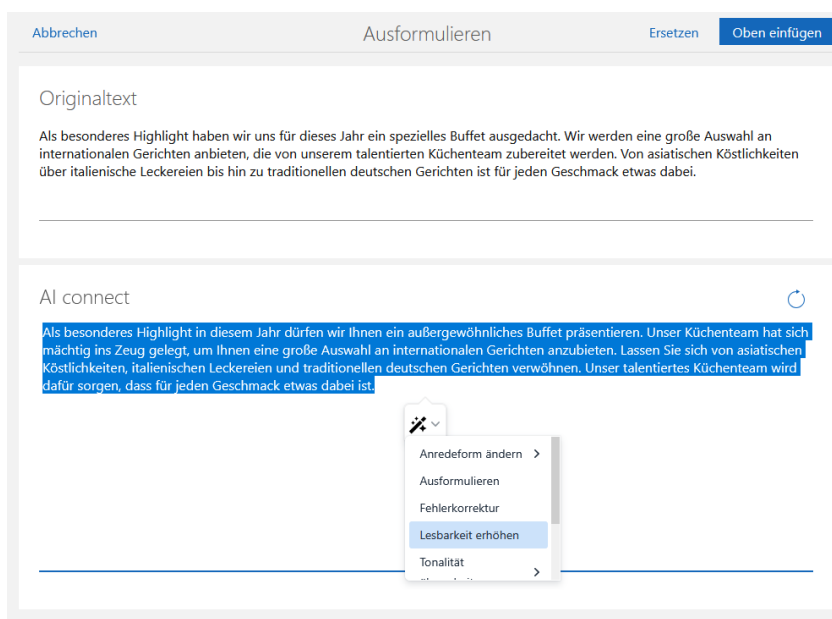 Abbrechen
Ausformulieren
Ersetzen
Oben einfügen
Originaltext
Als besonderes Highlight haben wir uns für dieses Jahr ein spezielles Buffet ausgedacht. Wir werden eine große Auswahl an
internationalen Gerichten anbieten, die von unserem talentierten Küchenteam zubereitet werden. Von asiatischen Köstlichkeiten
über italienische Leckereien bis hin zu traditionellen deutschen Gerichten ist für jeden Geschmack etwas dabei.
AI connect
Als besonderes Highlight in diesem Jahr dürfen wir Ihnen ein außergewöhnliches Buffet präsentieren. Unser Küchenteam hat sich
mächtig ins Zeug gelegt, um Ihnen eine große Auswahl an internationalen Gerichten anzubieten. Lassen Sie sich von asiatischen
Köstlichkeiten, italienischen Leckereien und traditionellen deutschen Gerichten verwöhnen. Unser talentiertes Küchenteam wird
dafür sorgen, dass für jeden Geschmack etwas dabei ist.
Anredeform ändern
Ausformulieren
Fehlerkorrektur
Lesbarkeit erhöhen
Tonalität